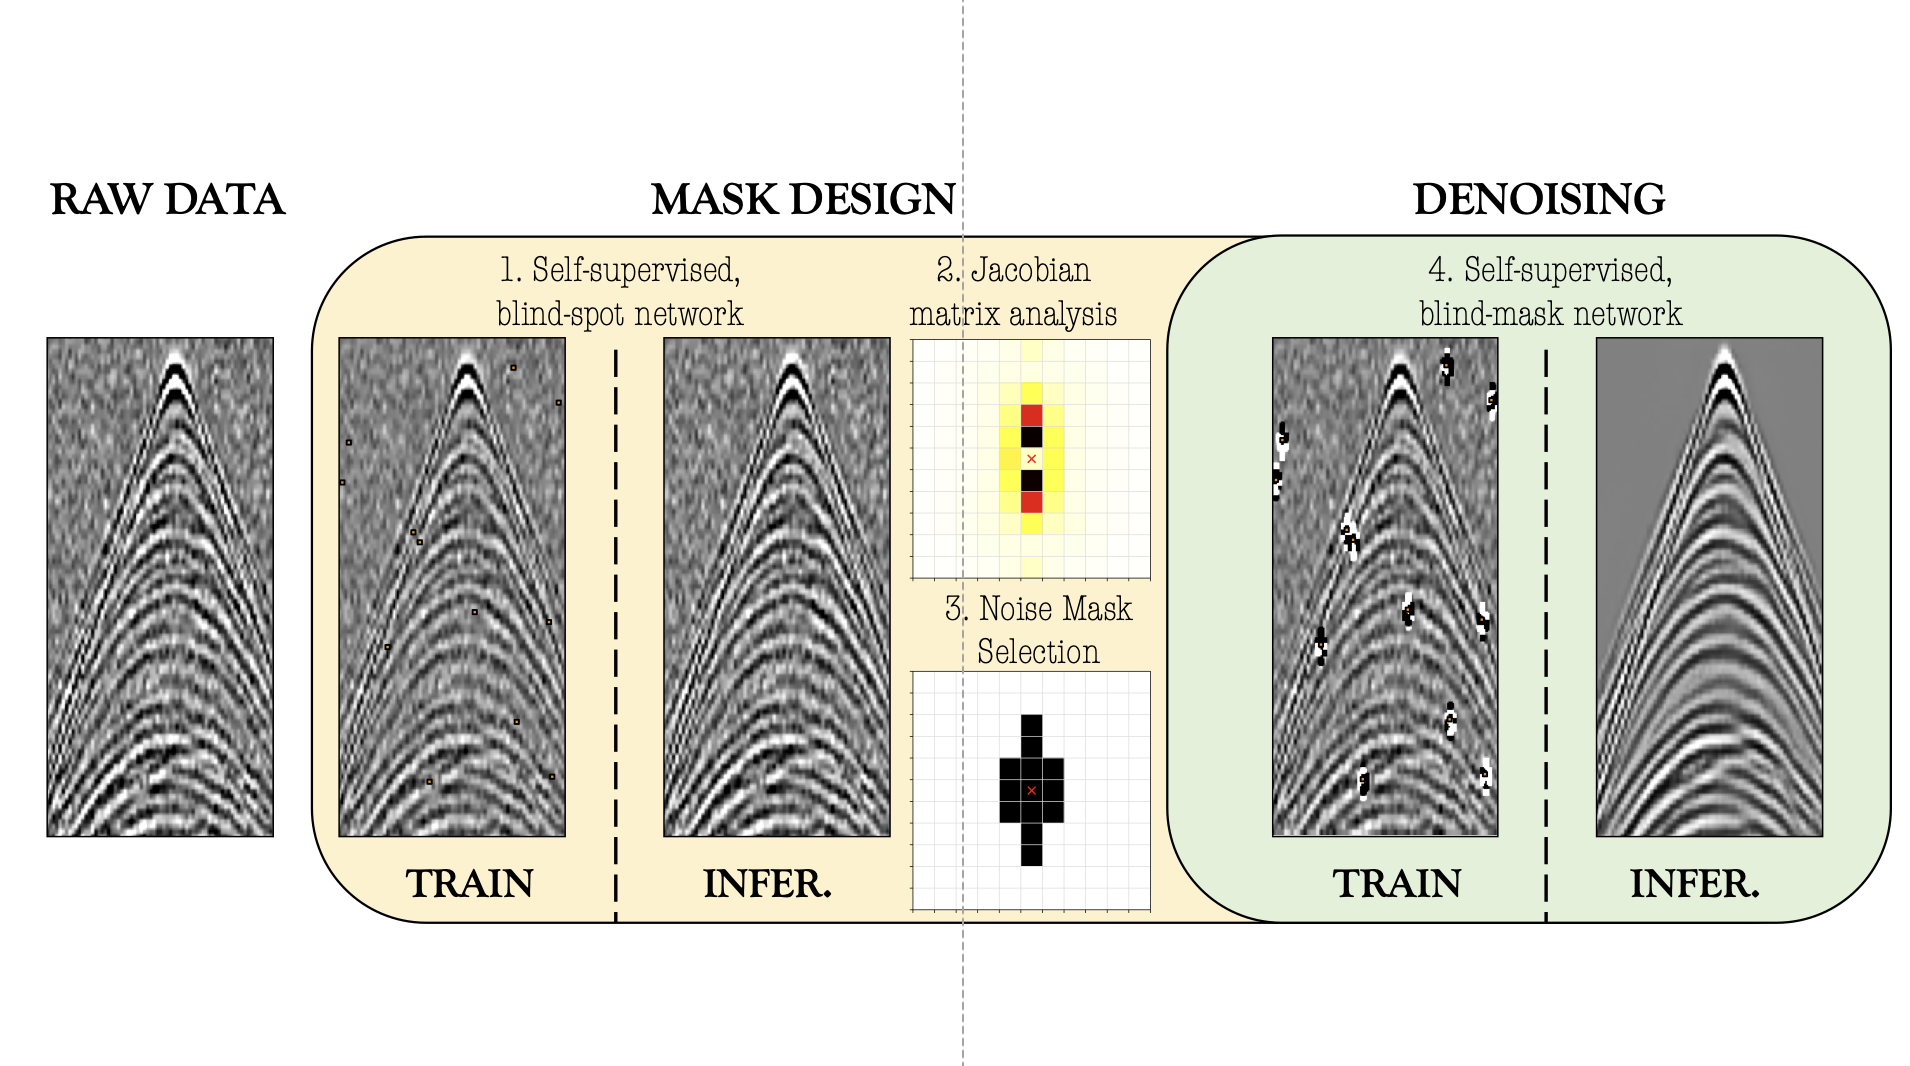 RAW DATA
MASK DESIGN
DENOISING
1. Self-supervised,
blind-spot network
2. Jacobian
matrix analysis
3. Noise Mask
Selection
4. Self-supervised,
blind-mask network
TRAIN
INFER.
TRAIN
INFER.